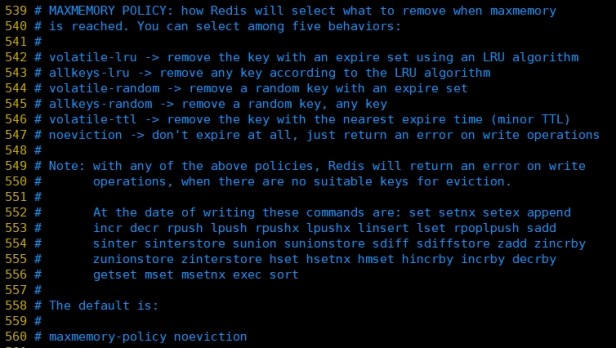 539 # MAXMEMORY POLICY: how Redis will select what to remove when maxmemory
540 # is reached. You can select among five behaviors:
541 #
542 # volatile-lru -> remove the key with an expire set using an LRU algorithm
543 # allkeys-lru -> remove any key according to the LRU algorithm
544 # volatile-random -> remove a random key with an expire set
545 # allkeys-random -> remove a random key, any key
546 # volatile-ttl -> remove the key with the nearest expire time (minor TTL)
547 # noeviction -> don't expire at all, just return an error on write operations
548 #
549 # Note: with any of the above policies, Redis will return an error on write
550 #       operations, when there are no suitable keys for eviction.
551 #
552 #       At the date of writing these commands are: set setnx setex append
553 #       incr decr rpush lpush rpushx lpushx linsert lset rpoplpush sadd
554 #       sinter sinterstore sunion sunionstore sdiff sdiffstore zadd zincrby
555 #       zunionstore zinterstore hset hsetnx hmset hincrby incrby decrby
556 #       getset mset msetnx exec sort
557 #
558 # The default is:
559 #
560 # maxmemory-policy noeviction